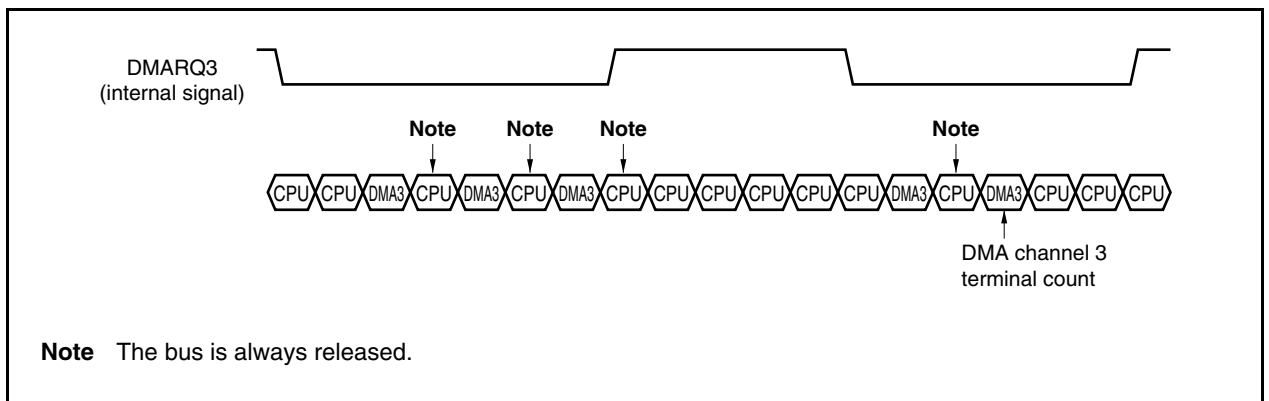 DMARQ3
(internal signal)
Note Note Note Note
CPU CPU DMA3 CPU DMA3 CPU DMA3 CPU CPU CPU CPU CPU CPU DMA3 CPU DMA3 CPU CPU CPU
DMA channel 3
terminal count
Note The bus is always released.